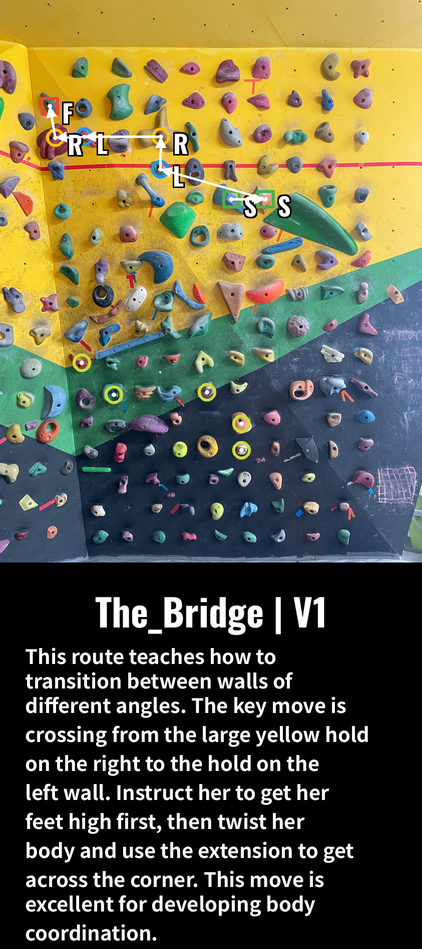 F
R L R
L
S S
The_Bridge | V1
This route teaches how to
transition between walls of
different angles. The key move is
crossing from the large yellow hold
on the right to the hold on the
left wall. Instruct her to get her
feet high first, then twist her
body and use the extension to get
across the corner. This move is
excellent for developing body
coordination.